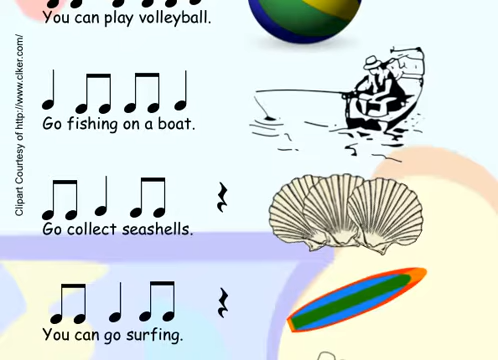 You can play volleyball.
Go fishing on a boat.
Go collect seashells.
You can go surfing.
Clipart Courtesy of http://www.clker.com/